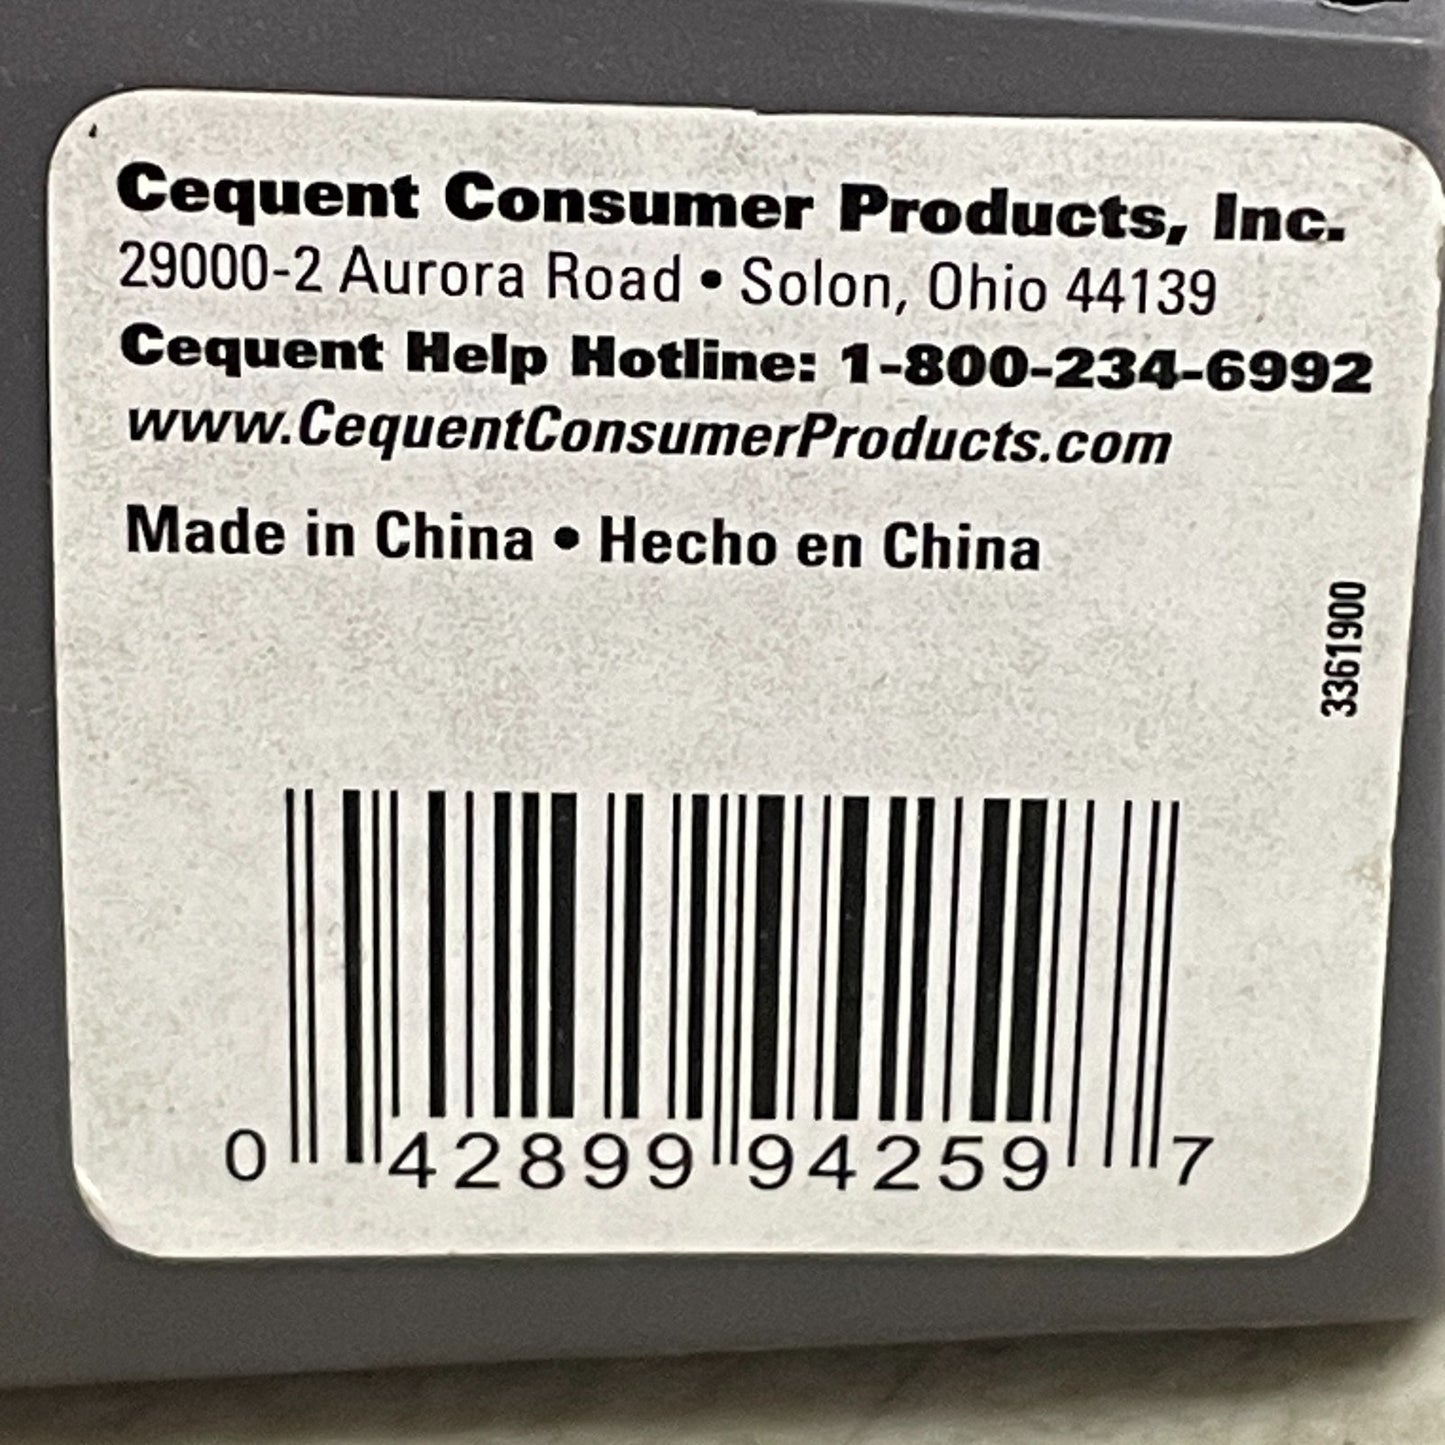 Cequent Consumer Products, Inc.
29000-2 Aurora Road • Solon, Ohio 44139
Cequent Help Hotline: 1-800-234-6992
www.CequentConsumerProducts.com
Made in China • Hecho en China
3361900
0 42899 94259 7